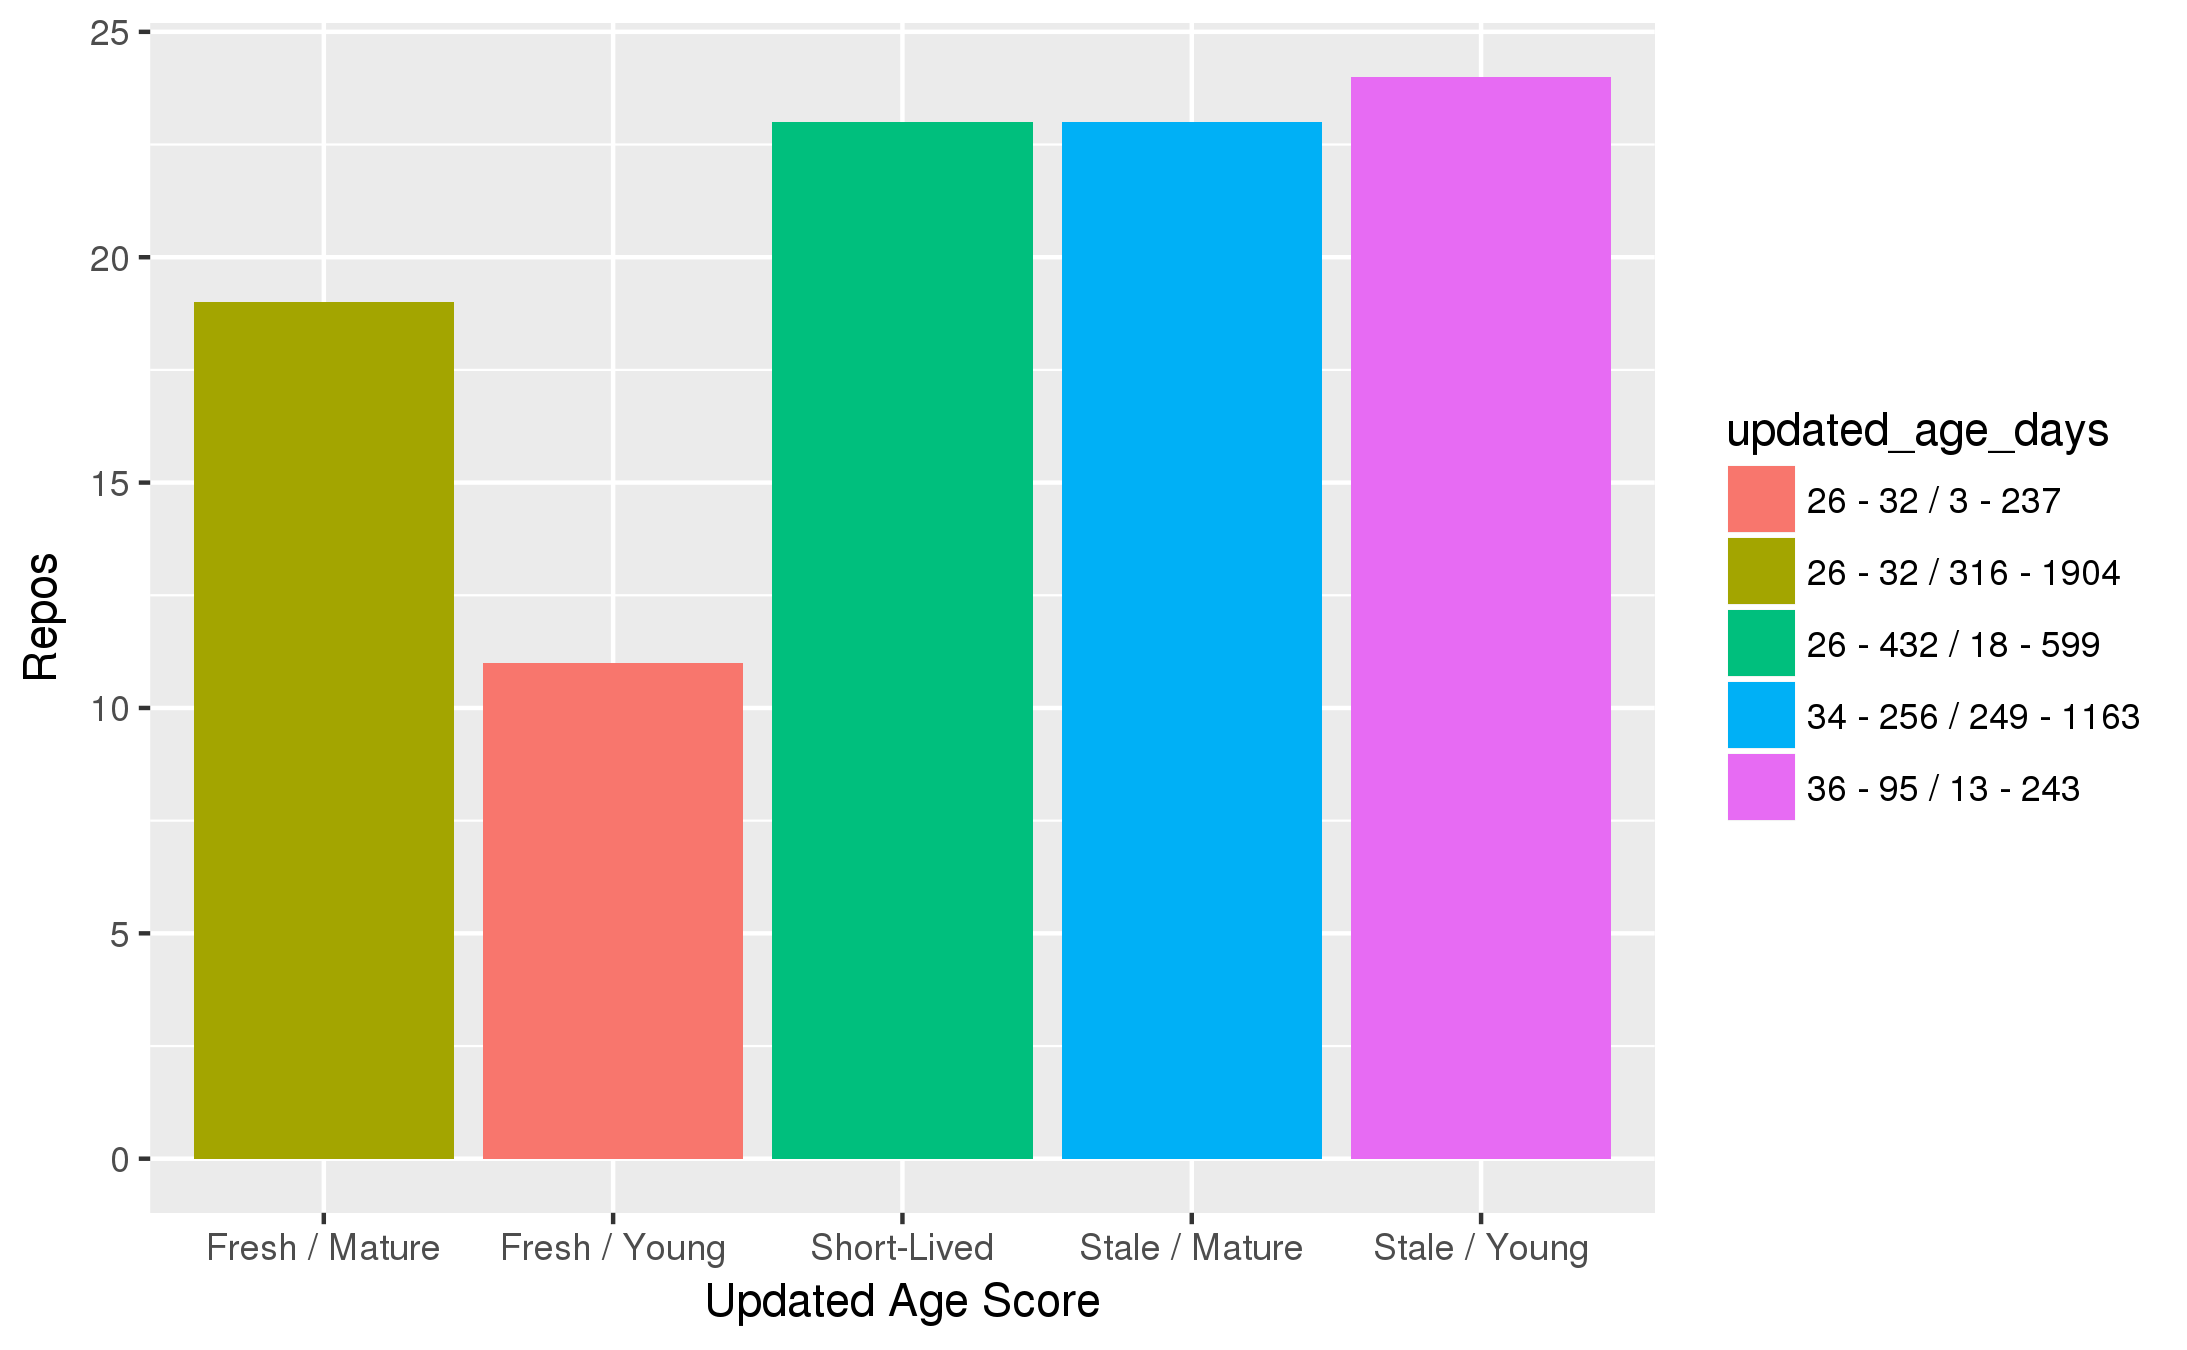 25
20
15
10
5
0
Repos
Fresh / Mature
Fresh / Young
Short-Lived
Stale / Mature
Stale / Young
Updated Age Score
updated_age_days
26 - 32 / 3 - 237
26 - 32 / 316 - 1904
26 - 432 / 18 - 599
34 - 256 / 249 - 1163
36 - 95 / 13 - 243